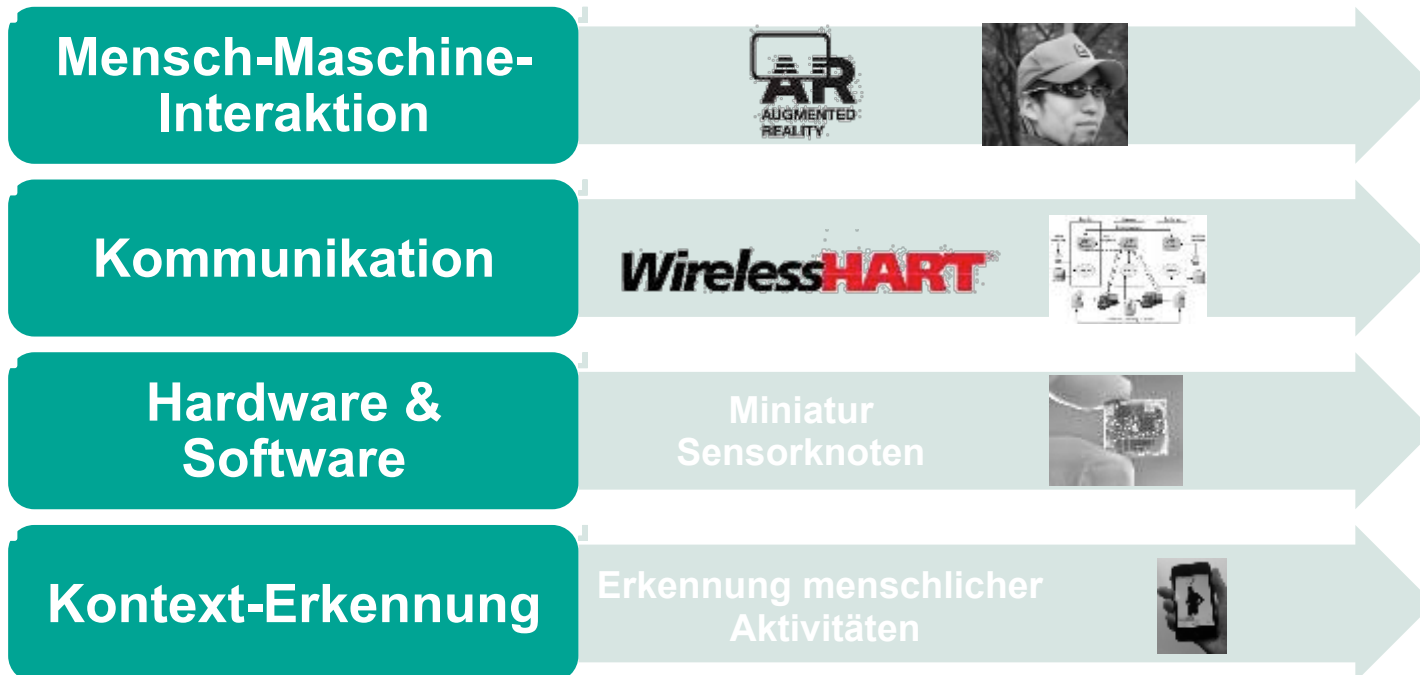 Mensch-Maschine-
Interaktion
AR
AUGMENTED
REALITY
Kommunikation
WirelessHART
Hardware &
Software
Miniatur
Sensorknoten
Kontext-Erkennung
Erkennung menschlicher
Aktivitäten